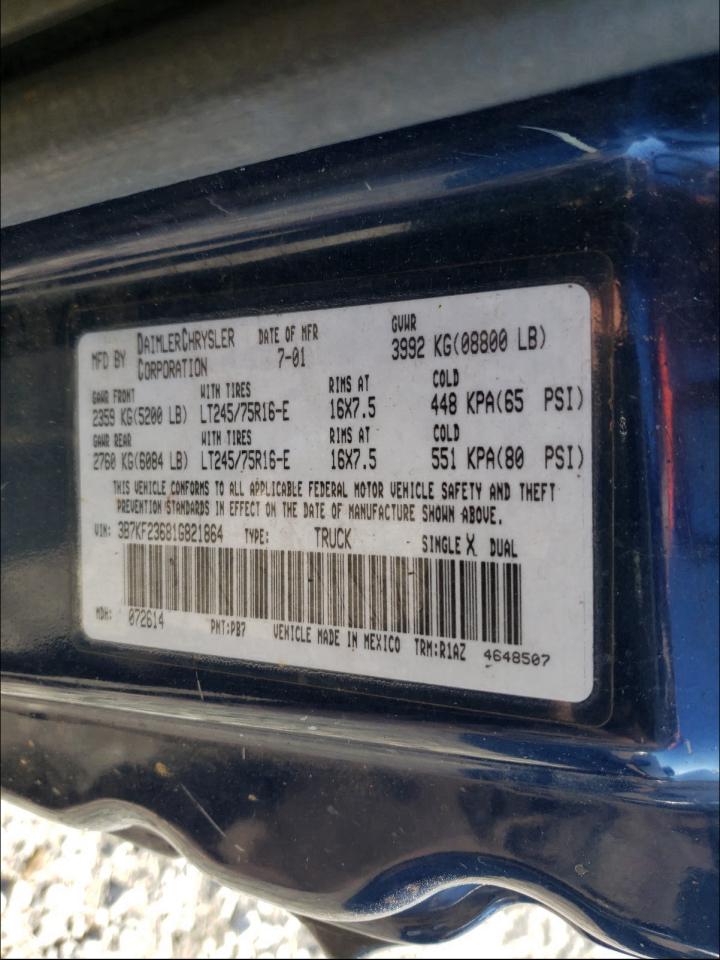 MFD BY DAIMLERCHRYSLER CORPORATION DATE OF MFR 7-01 GVWR 3992 KG(08800 LB)
GAWR FRONT WITH TIRES RIMS AT COLD
2359 KG(5200 LB) LT245/75R16-E 16X7.5 448 KPA(65 PSI)
GAWR REAR WITH TIRES RIMS AT COLD
2760 KG(6084 LB) LT245/75R16-E 16X7.5 551 KPA(80 PSI)
THIS VEHICLE CONFORMS TO ALL APPLICABLE FEDERAL MOTOR VEHICLE SAFETY AND THEFT
PREVENTION STANDARDS IN EFFECT ON THE DATE OF MANUFACTURE SHOWN ABOVE.
VIN: 3B7KF23681G821864 TYPE: TRUCK SINGLE X DUAL
MDH: 072614 PNT:PB7 VEHICLE MADE IN MEXICO TRM:R1AZ 4648507